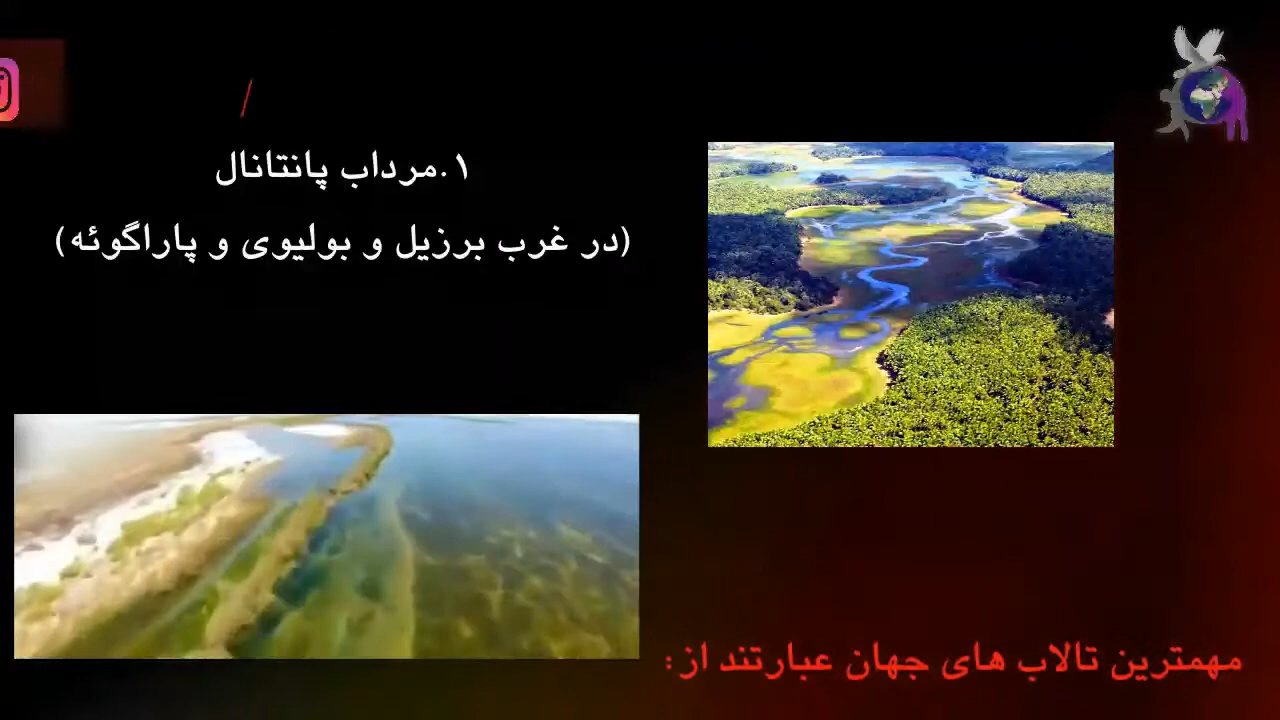 ۱.مرداب پانتانال
(در غرب برزیل و بولیوی و پاراگوئه)
مهمترین تالاب های جهان عبارتند از: